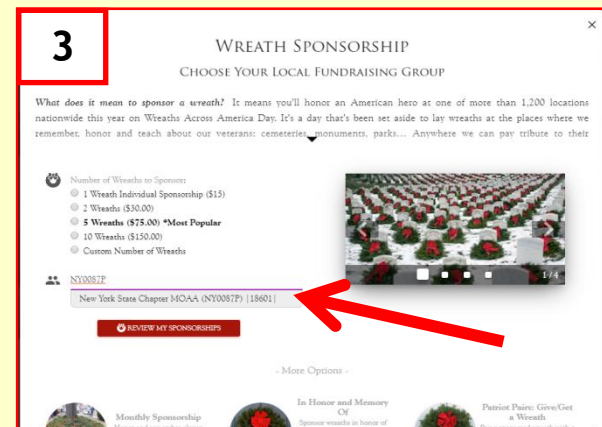 3
×
WREATH SPONSORSHIP
CHOOSE YOUR LOCAL FUNDRAISING GROUP
What does it mean to sponsor a wreath? It means you'll honor an American hero at one of more than 1,200 locations
nationwide this year on Wreaths Across America Day. It's a day that's been set aside to lay wreaths at the places where we
remember, honor and teach about our veterans: cemeteries, monuments, parks... Anywhere we can pay tribute to their
Number of Wreaths to Sponsor:
1 Wreath Individual Sponsorship ($15)
2 Wreaths ($30.00)
5 Wreaths ($75.00) *Most Popular
10 Wreaths ($150.00)
Custom Number of Wreaths
1/4
NY0087P
New York State Chapter MOAA (NY0087P) |18601|
REVIEW MY SPONSORSHIPS
- More Options -
Monthly Sponsorship
In Honor and Memory
Of
Sponsor wreaths in honor of
Patriot Pairs: Give/Get
a Wreath